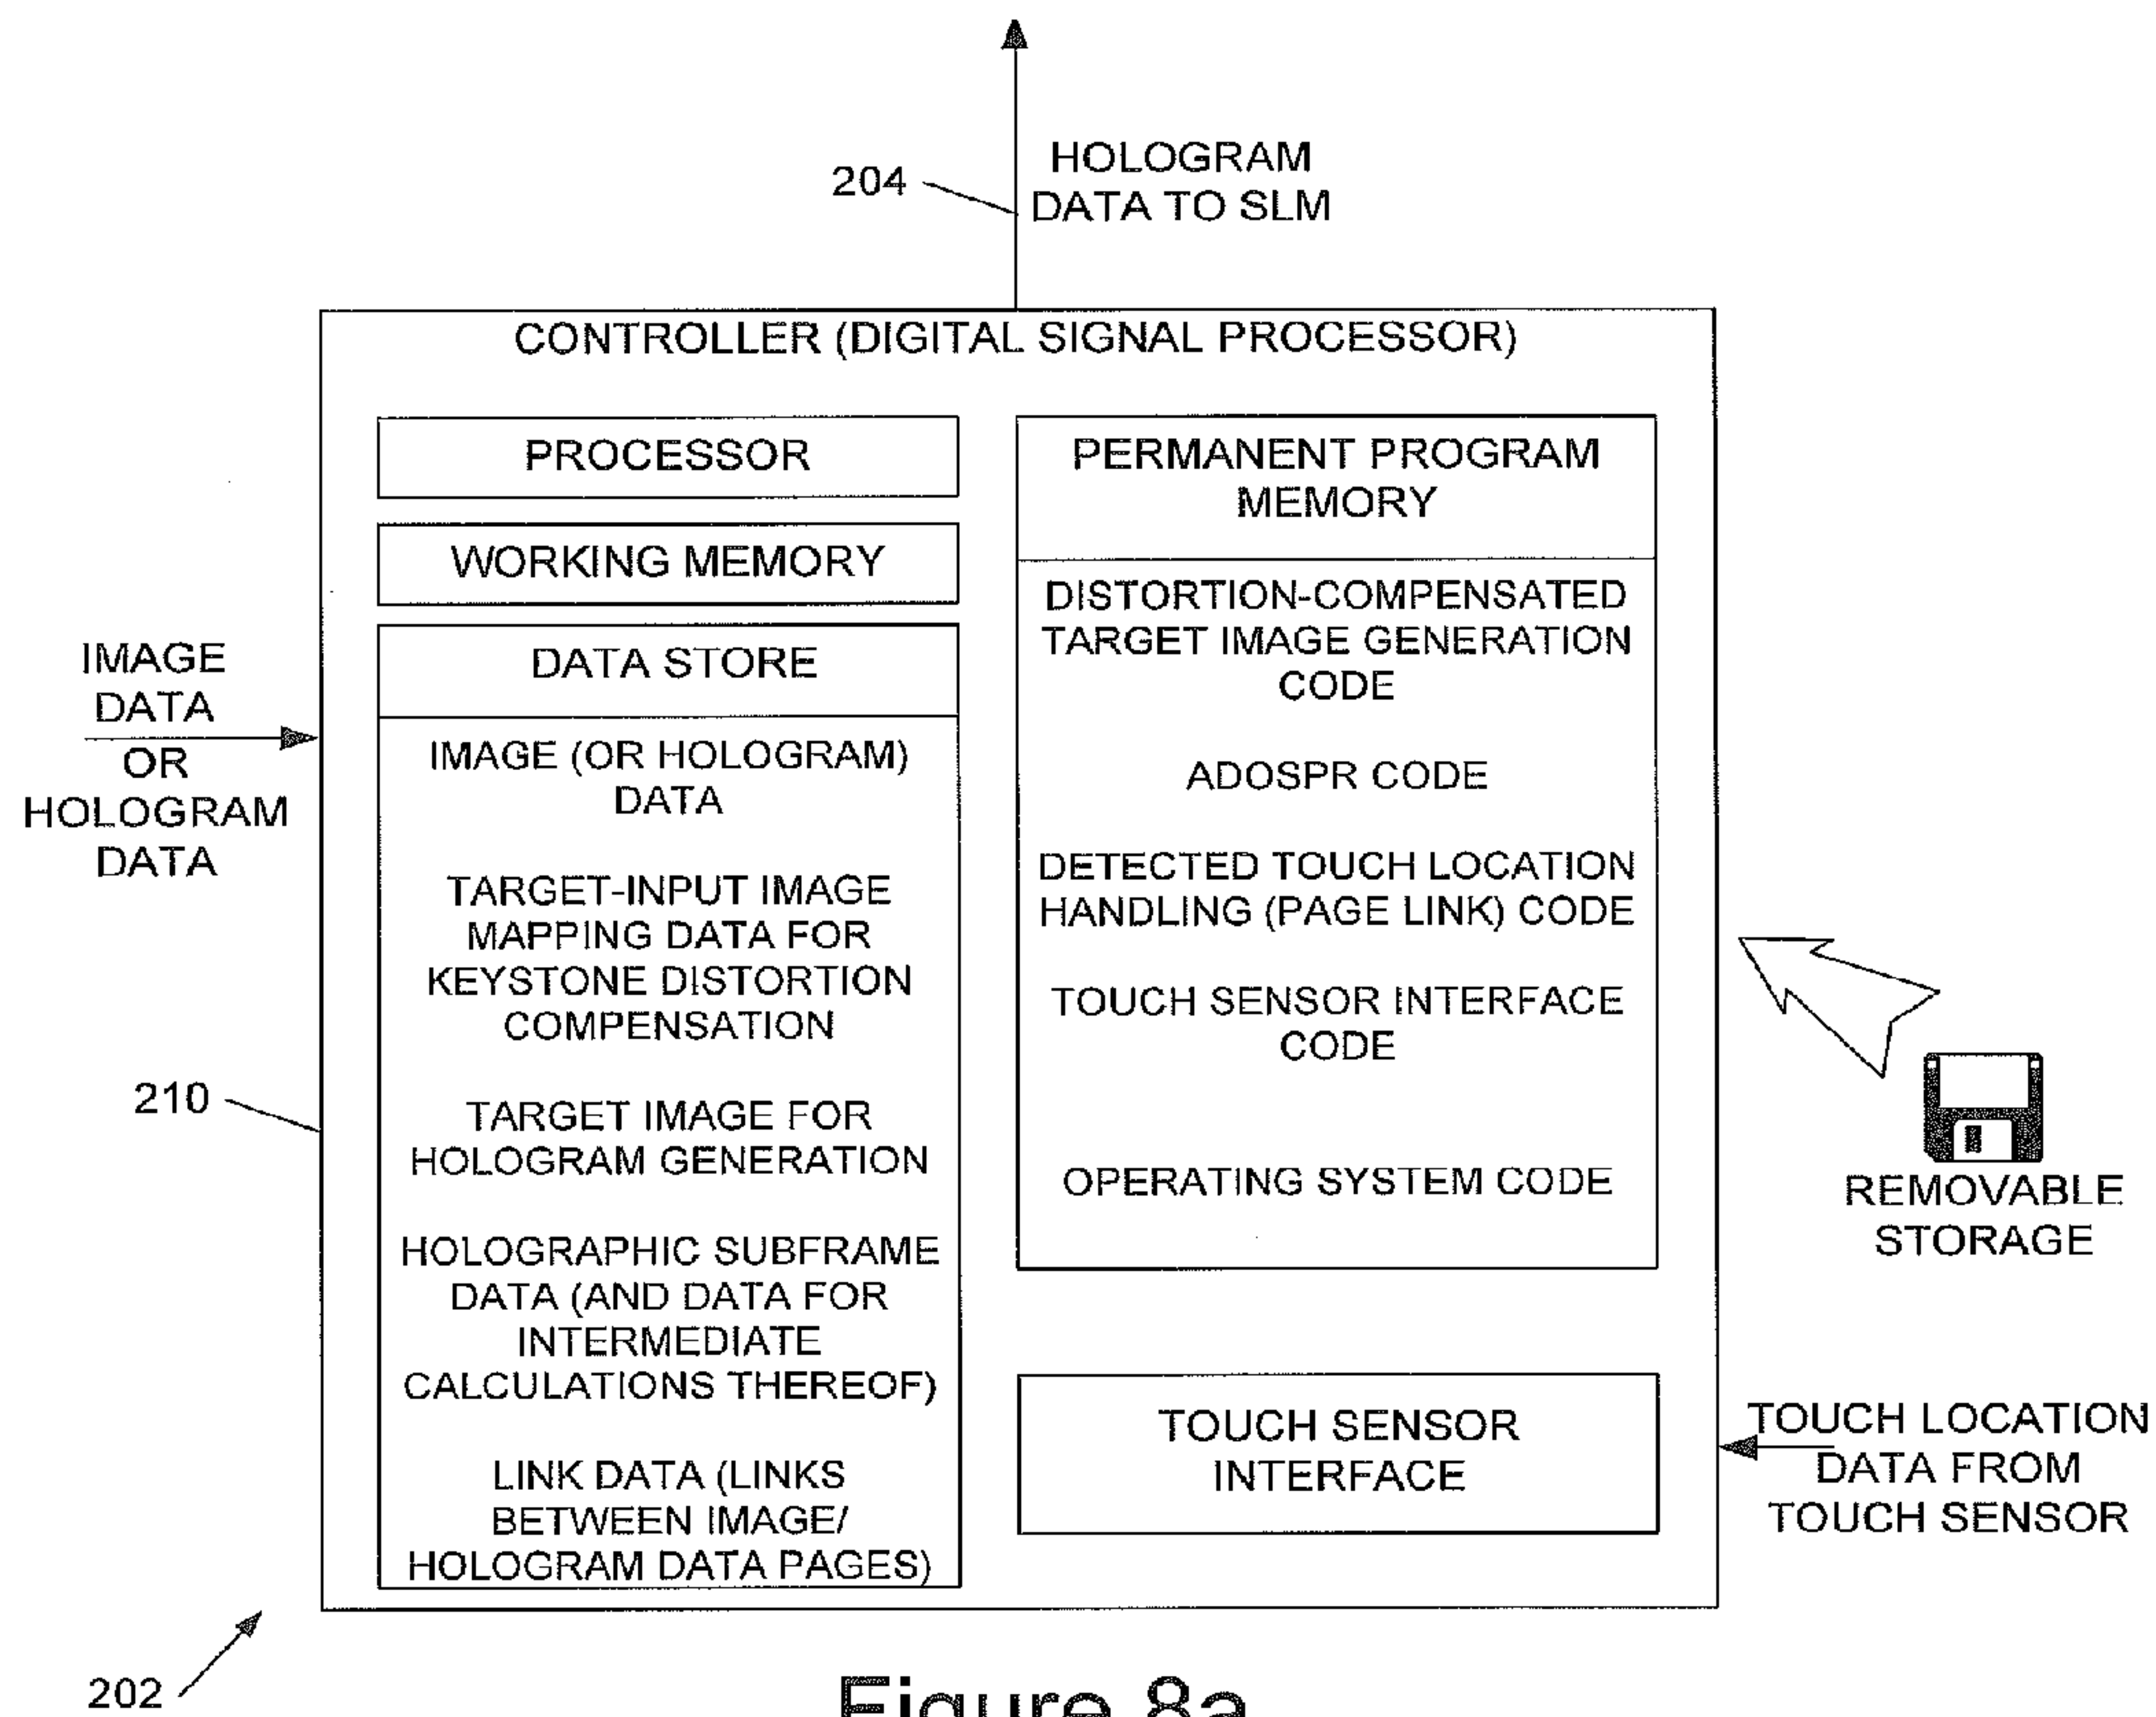 204
HOLOGRAM
DATA TO SLM
CONTROLLER (DIGITAL SIGNAL PROCESSOR)
PROCESSOR
WORKING MEMORY
DATA STORE
IMAGE (OR HOLOGRAM)
DATA
TARGET-INPUT IMAGE
MAPPING DATA FOR
KEYSTONE DISTORTION
COMPENSATION
TARGET IMAGE FOR
HOLOGRAM GENERATION
HOLOGRAPHIC SUBFRAME
DATA (AND DATA FOR
INTERMEDIATE
CALCULATIONS THEREOF)
LINK DATA (LINKS
BETWEEN IMAGE/
HOLOGRAM DATA PAGES)
PERMANENT PROGRAM
MEMORY
DISTORTION-COMPENSATED
TARGET IMAGE GENERATION
CODE
ADOSPR CODE
DETECTED TOUCH LOCATION
HANDLING (PAGE LINK) CODE
TOUCH SENSOR INTERFACE
CODE
OPERATING SYSTEM CODE
TOUCH SENSOR
INTERFACE
IMAGE
DATA
OR
HOLOGRAM
DATA
210
REMOVABLE
STORAGE
TOUCH LOCATION
DATA FROM
TOUCH SENSOR
202
Figure 8a